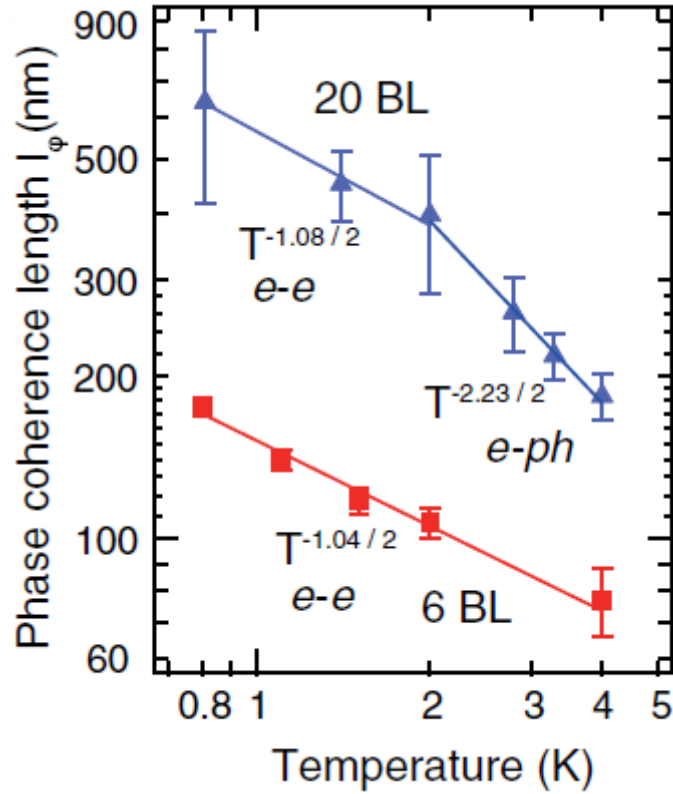 Phase coherence length lφ(nm)
900
500
300
200
100
60
20 BL
T-1.08 / 2
e-e
T-2.23 / 2
e-ph
T-1.04 / 2
e-e
6 BL
0.8 1 2 3 4 5
Temperature (K)